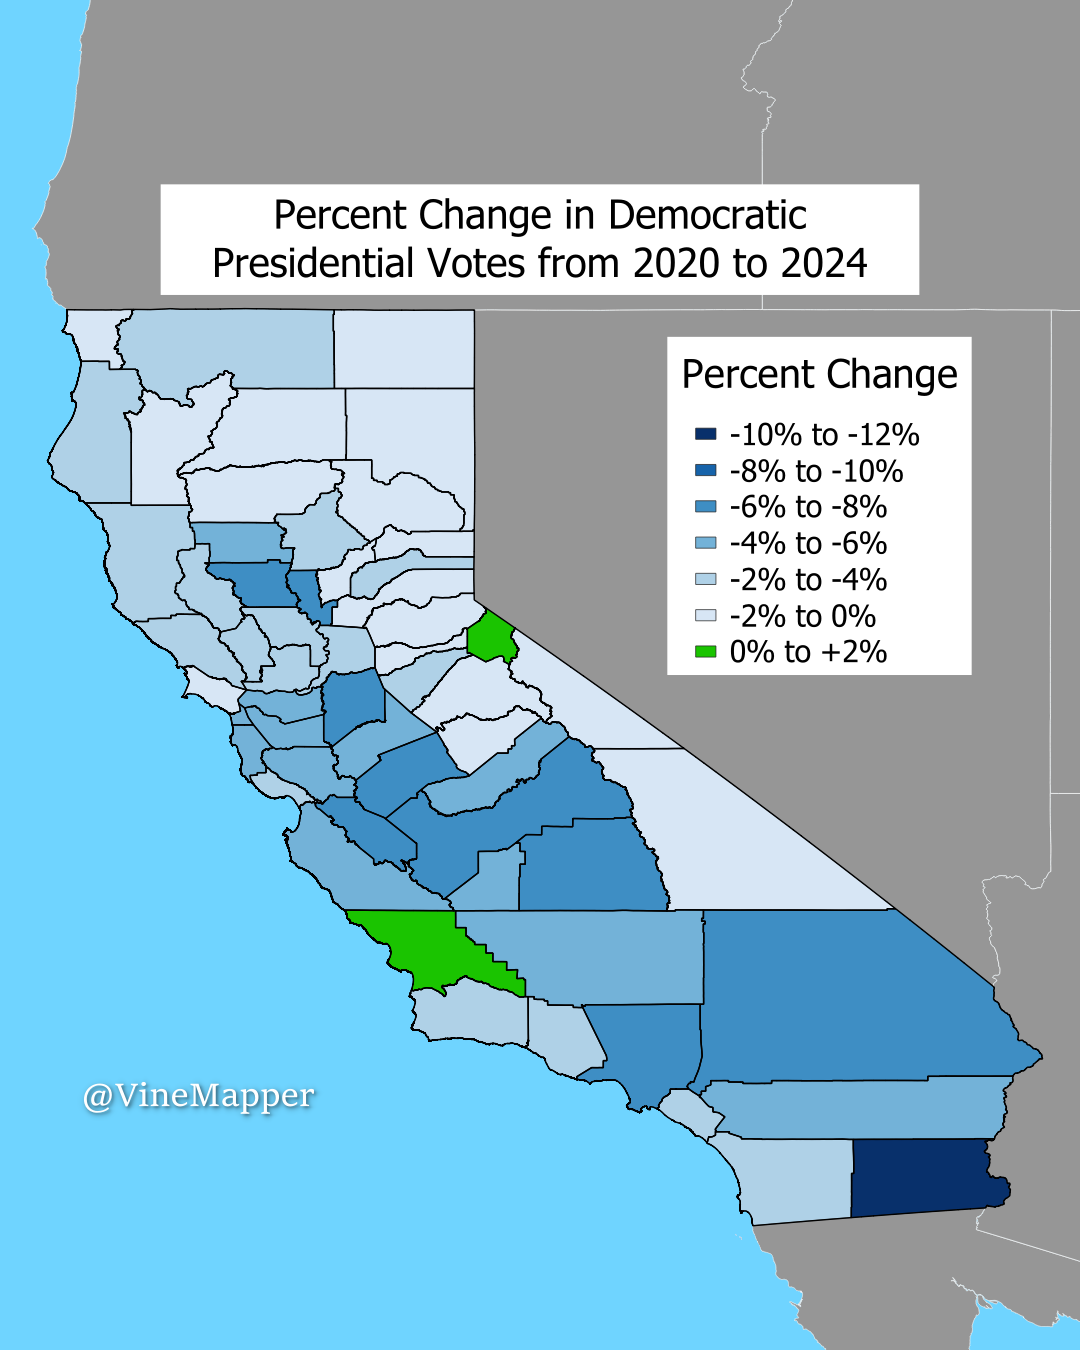 Percent Change in Democratic
Presidential Votes from 2020 to 2024
Percent Change
-10% to -12%
-8% to -10%
-6% to -8%
-4% to -6%
-2% to -4%
-2% to 0%
0% to +2%
@VineMapper